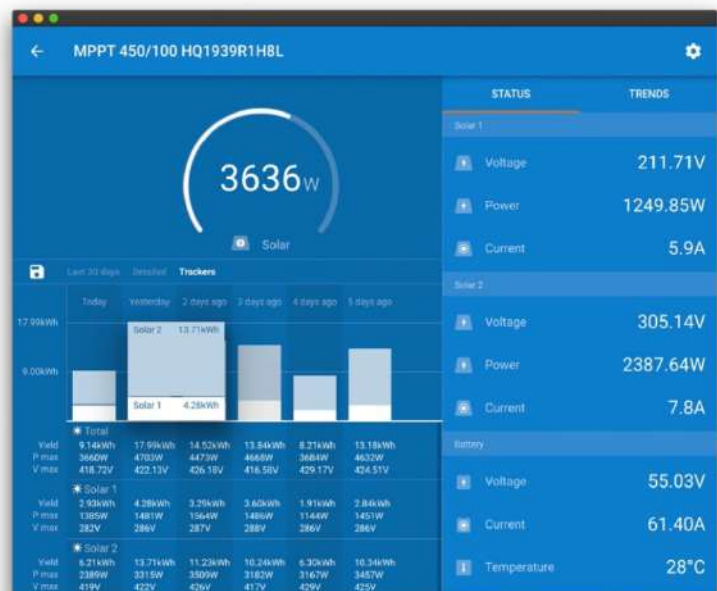 MPPT 450/100 HQ1939R1H8L
3636W
Solar
Last 30 days Detailed Trackers
Today Yesterday 2 days ago 3 days ago 4 days ago 5 days ago
17.99kWh
Solar 2 13.71kWh
9.00kWh
Solar 1 4.28kWh
Total
Yield 9.14kWh 17.99kWh 14.52kWh 13.84kWh 8.21kWh 13.18kWh
P max 3660W 4703W 4473W 4668W 3684W 4632W
V max 418.72V 422.13V 426.18V 416.58V 429.17V 424.51V
Solar 1
Yield 2.93kWh 4.28kWh 3.29kWh 3.60kWh 1.91kWh 2.84kWh
P max 1385W 1481W 1564W 1486W 1144W 1451W
V max 282V 286V 287V 288V 286V 286V
Solar 2
Yield 6.21kWh 13.71kWh 11.23kWh 10.24kWh 6.30kWh 10.34kWh
P max 2389W 3315W 3509W 3182W 3167W 3457W
V max 419V 422V 426V 417V 429V 425V
STATUS TRENDS
Solar 1
Voltage 211.71V
Power 1249.85W
Current 5.9A
Solar 2
Voltage 305.14V
Power 2387.64W
Current 7.8A
Battery
Voltage 55.03V
Current 61.40A
Temperature 28°C